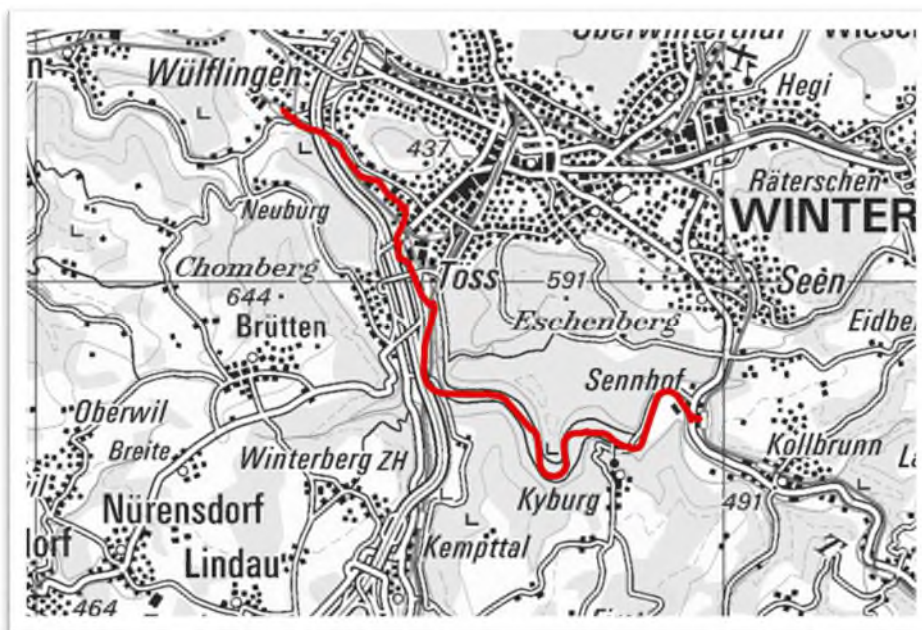 Wülflingen
Hegi
437
Räterschen
WINTER
Neuburg
Chomberg
644
Töss
591
Seen
Brütten
Eschenberg
Eidbe
Sennhof
Oberwil
Breite
Winterberg ZH
Kollbrunn
Kyburg
491
Nürensdorf
Lindau
Kempttal
dorf
464